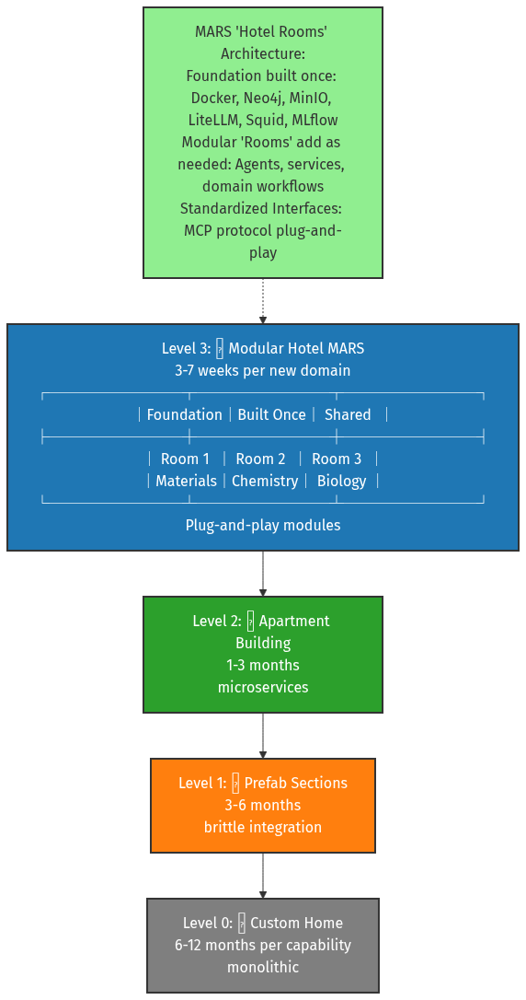 MARS 'Hotel Rooms'
Architecture:
Foundation built once:
Docker, Neo4j, MinIO,
LiteLLM, Squid, MLflow
Modular 'Rooms' add as
needed: Agents, services,
domain workflows
Standardized Interfaces:
MCP protocol plug-and-
play
Level 3: Modular Hotel MARS
3-7 weeks per new domain
┌──────────┬──────────┬──────────┐
│ Foundation │ Built Once │ Shared │
├──────────┼──────────┼──────────┤
│ Room 1 │ Room 2 │ Room 3 │
│ Materials │ Chemistry │ Biology │
└──────────┴──────────┴──────────┘
Plug-and-play modules
Level 2: Apartment
Building
1-3 months
microservices
Level 1: Prefab Sections
3-6 months
brittle integration
Level 0: Custom Home
6-12 months per capability
monolithic